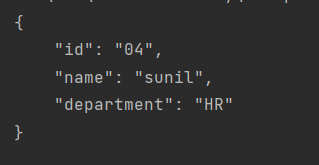 {
    "id": "04",
    "name": "sunil",
    "department": "HR"
}